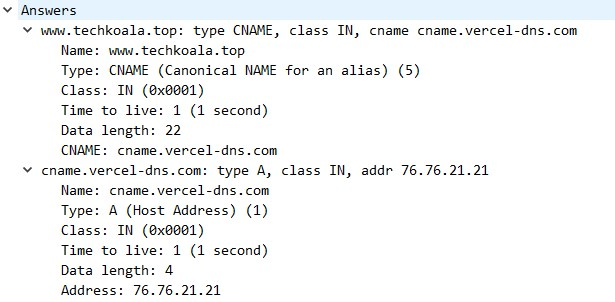 Answers
www.techkoala.top: type CNAME, class IN, cname cname.vercel-dns.com
Name: www.techkoala.top
Type: CNAME (Canonical NAME for an alias) (5)
Class: IN (0x0001)
Time to live: 1 (1 second)
Data length: 22
CNAME: cname.vercel-dns.com
cname.vercel-dns.com: type A, class IN, addr 76.76.21.21
Name: cname.vercel-dns.com
Type: A (Host Address) (1)
Class: IN (0x0001)
Time to live: 1 (1 second)
Data length: 4
Address: 76.76.21.21